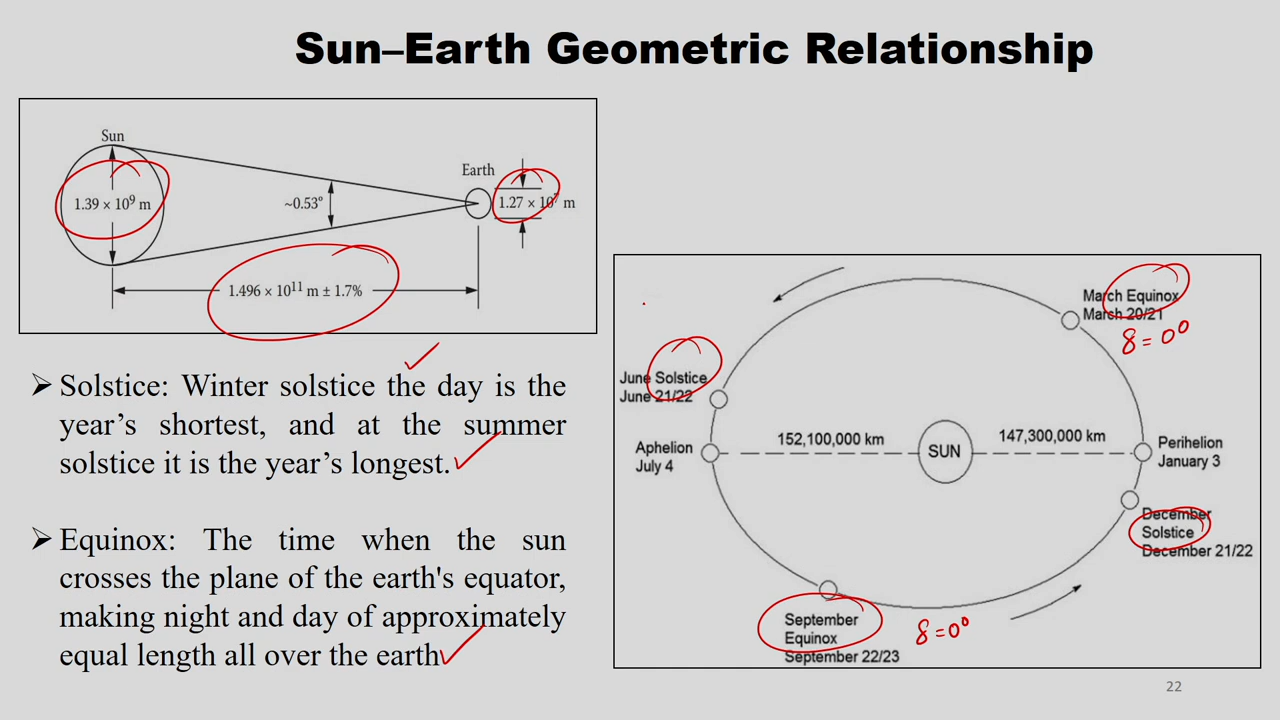 Sun–Earth Geometric Relationship
Sun
1.39 × 10⁹ m
~0.53°
Earth
1.27 × 10⁷ m
1.496 × 10¹¹ m ± 1.7%
➢ Solstice: Winter solstice the day is the
year’s shortest, and at the summer
solstice it is the year’s longest.
➢ Equinox: The time when the sun
crosses the plane of the earth's equator,
making night and day of approximately
equal length all over the earth
March Equinox
March 20/21
8 = 0°
June Solstice
June 21/22
Aphelion
July 4
152,100,000 km
SUN
147,300,000 km
Perihelion
January 3
December
Solstice
December 21/22
September
Equinox
September 22/23
8 = 0°
22